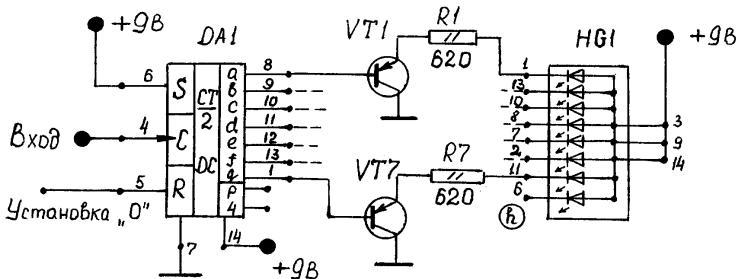 +9В
DA1
VT1
R1
620
HG1
+9В
6
S
C
R
CT
2
DC
a
b
c
d
e
f
g
P
4
8
9
10
11
12
13
1
Вход
4
5
Установка „0"
7
14
+9В
VT7
R7
620
1
13
10
8
7
2
11
6
h
3
9
14